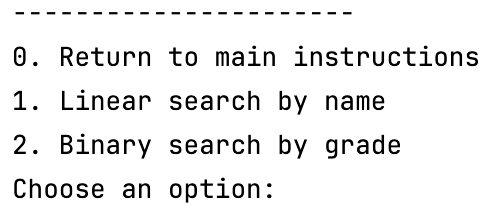 ----------------------
0. Return to main instructions
1. Linear search by name
2. Binary search by grade
Choose an option: